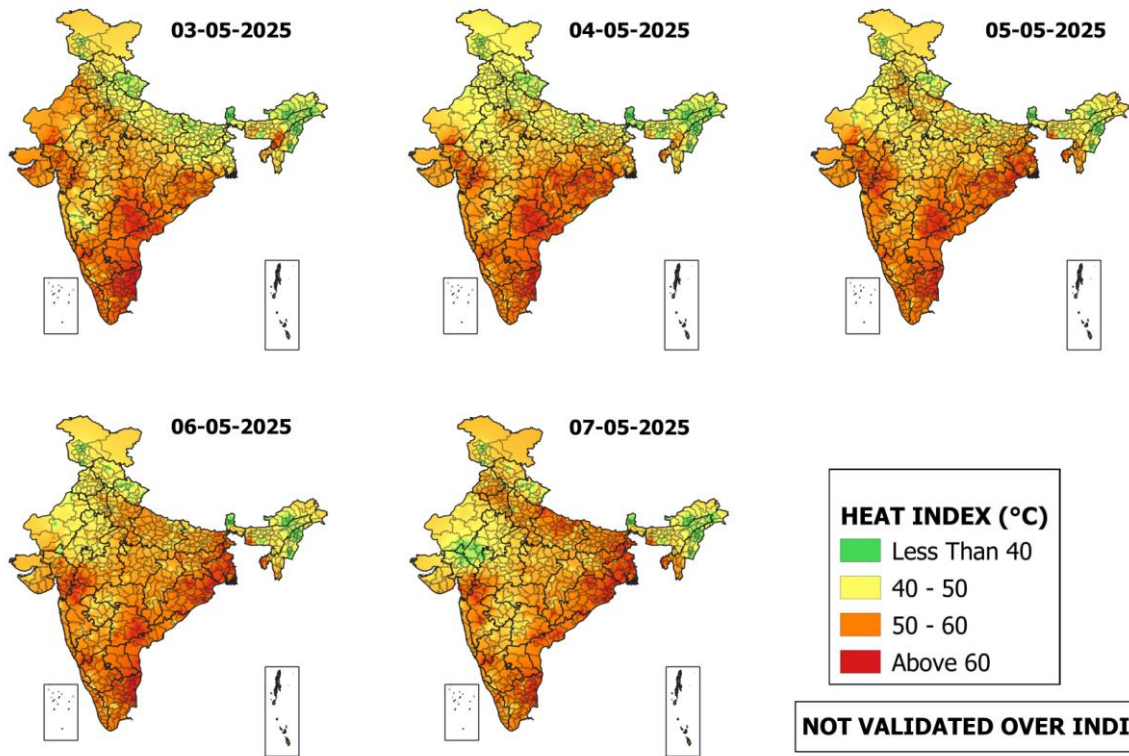 03-05-2025
04-05-2025
05-05-2025
06-05-2025
07-05-2025
HEAT INDEX (°C)
Less Than 40
40 - 50
50 - 60
Above 60
NOT VALIDATED OVER INDI